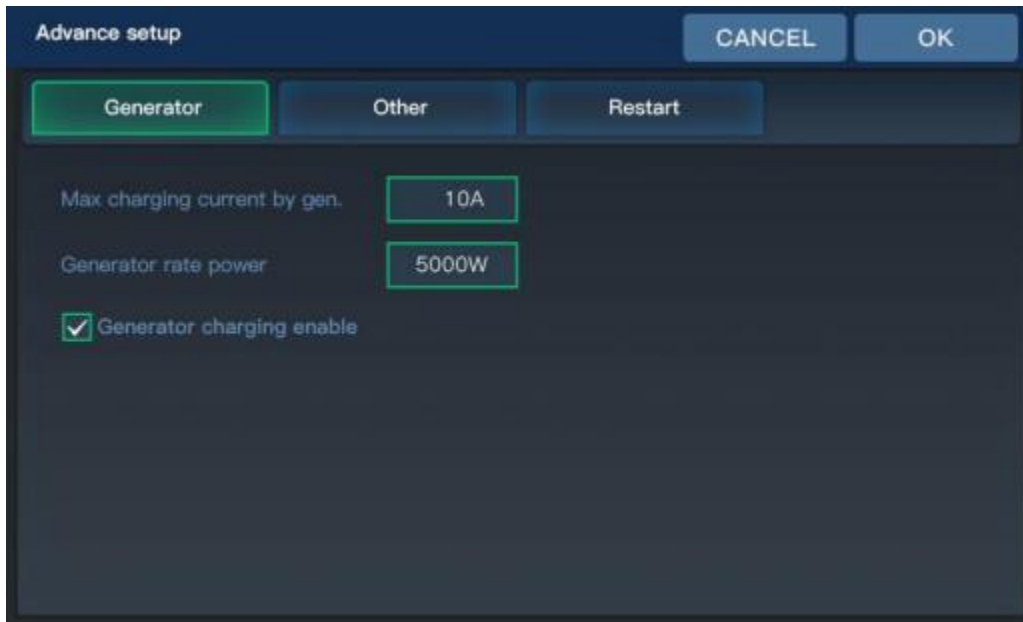 Advance setup CANCEL OK
Generator Other Restart
Max charging current by gen. 10A
Generator rate power 5000W
Generator charging enable